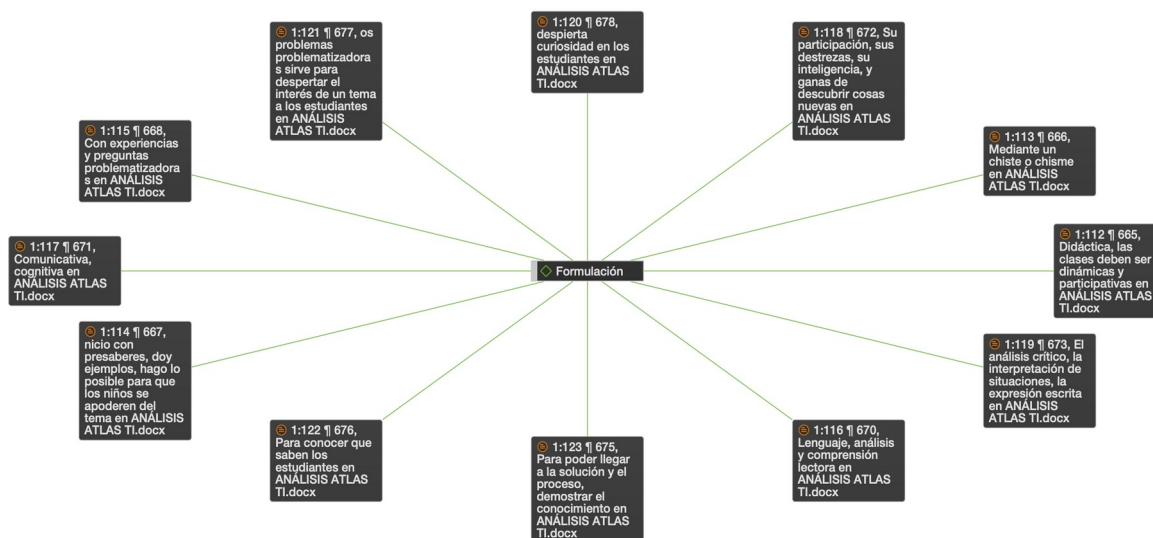 1:120 ¶ 678,
despierta
curiosidad en los
estudiantes en
ANÁLISIS ATLAS
TI.docx
1:121 ¶ 677, os
problemas
problematizadora
s sirve para
despertar el
interés de un tema
a los estudiantes
en ANÁLISIS
ATLAS TI.docx
1:118 ¶ 672, Su
participación, sus
destrezas, su
inteligencia, y
ganas de
descubrir cosas
nuevas en
ANÁLISIS ATLAS
TI.docx
1:115 ¶ 668,
Con experiencias
y preguntas
problematizadora
s en ANÁLISIS
ATLAS TI.docx
1:113 ¶ 666,
Mediante un
chiste o chisme
en ANÁLISIS
ATLAS TI.docx
1:117 ¶ 671,
Comunicativa,
cognitiva en
ANÁLISIS ATLAS
TI.docx
Formulación
1:112 ¶ 665,
Didáctica, las
clases deben ser
dinámicas y
participativas en
ANÁLISIS ATLAS
TI.docx
1:114 ¶ 667,
nicio con
presaberes, doy
ejemplos, hago lo
posible para que
los niños se
apoderen del
tema en ANÁLISIS
ATLAS TI.docx
1:119 ¶ 673, El
análisis crítico, la
interpretación de
situaciones, la
expresión escrita
en ANÁLISIS
ATLAS TI.docx
1:122 ¶ 676,
Para conocer que
saben los
estudiantes en
ANÁLISIS ATLAS
TI.docx
1:123 ¶ 675,
Para poder llegar
a la solución y el
proceso,
demostrar el
conocimiento en
ANÁLISIS ATLAS
TI.docx
1:116 ¶ 670,
Lenguaje, análisis
y comprensión
lectora en
ANÁLISIS ATLAS
TI.docx